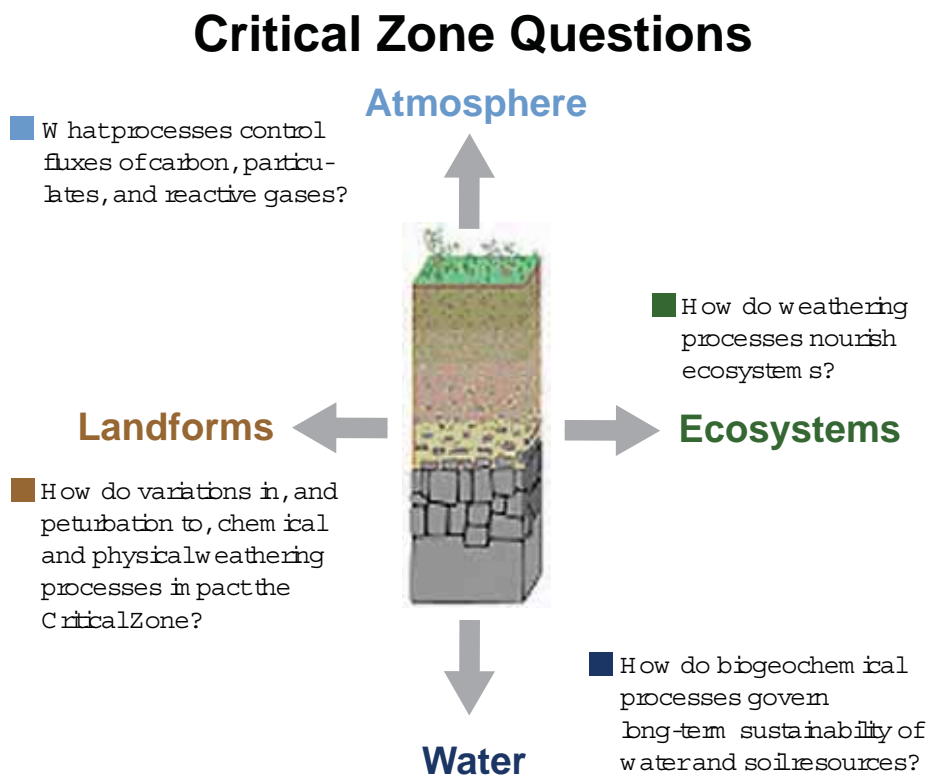 Critical Zone Questions
Atmosphere
What processes control
fluxes of carbon, particu-
lates, and reactive gases?
How do weathering
processes nourish
ecosystems?
Landforms
Ecosystems
How do variations in, and
peturbation to, chemical
and physical weathering
processes impact the
Critical Zone?
How do biogeochemical
processes govern
long-term sustainability of
water and soil resources?
Water